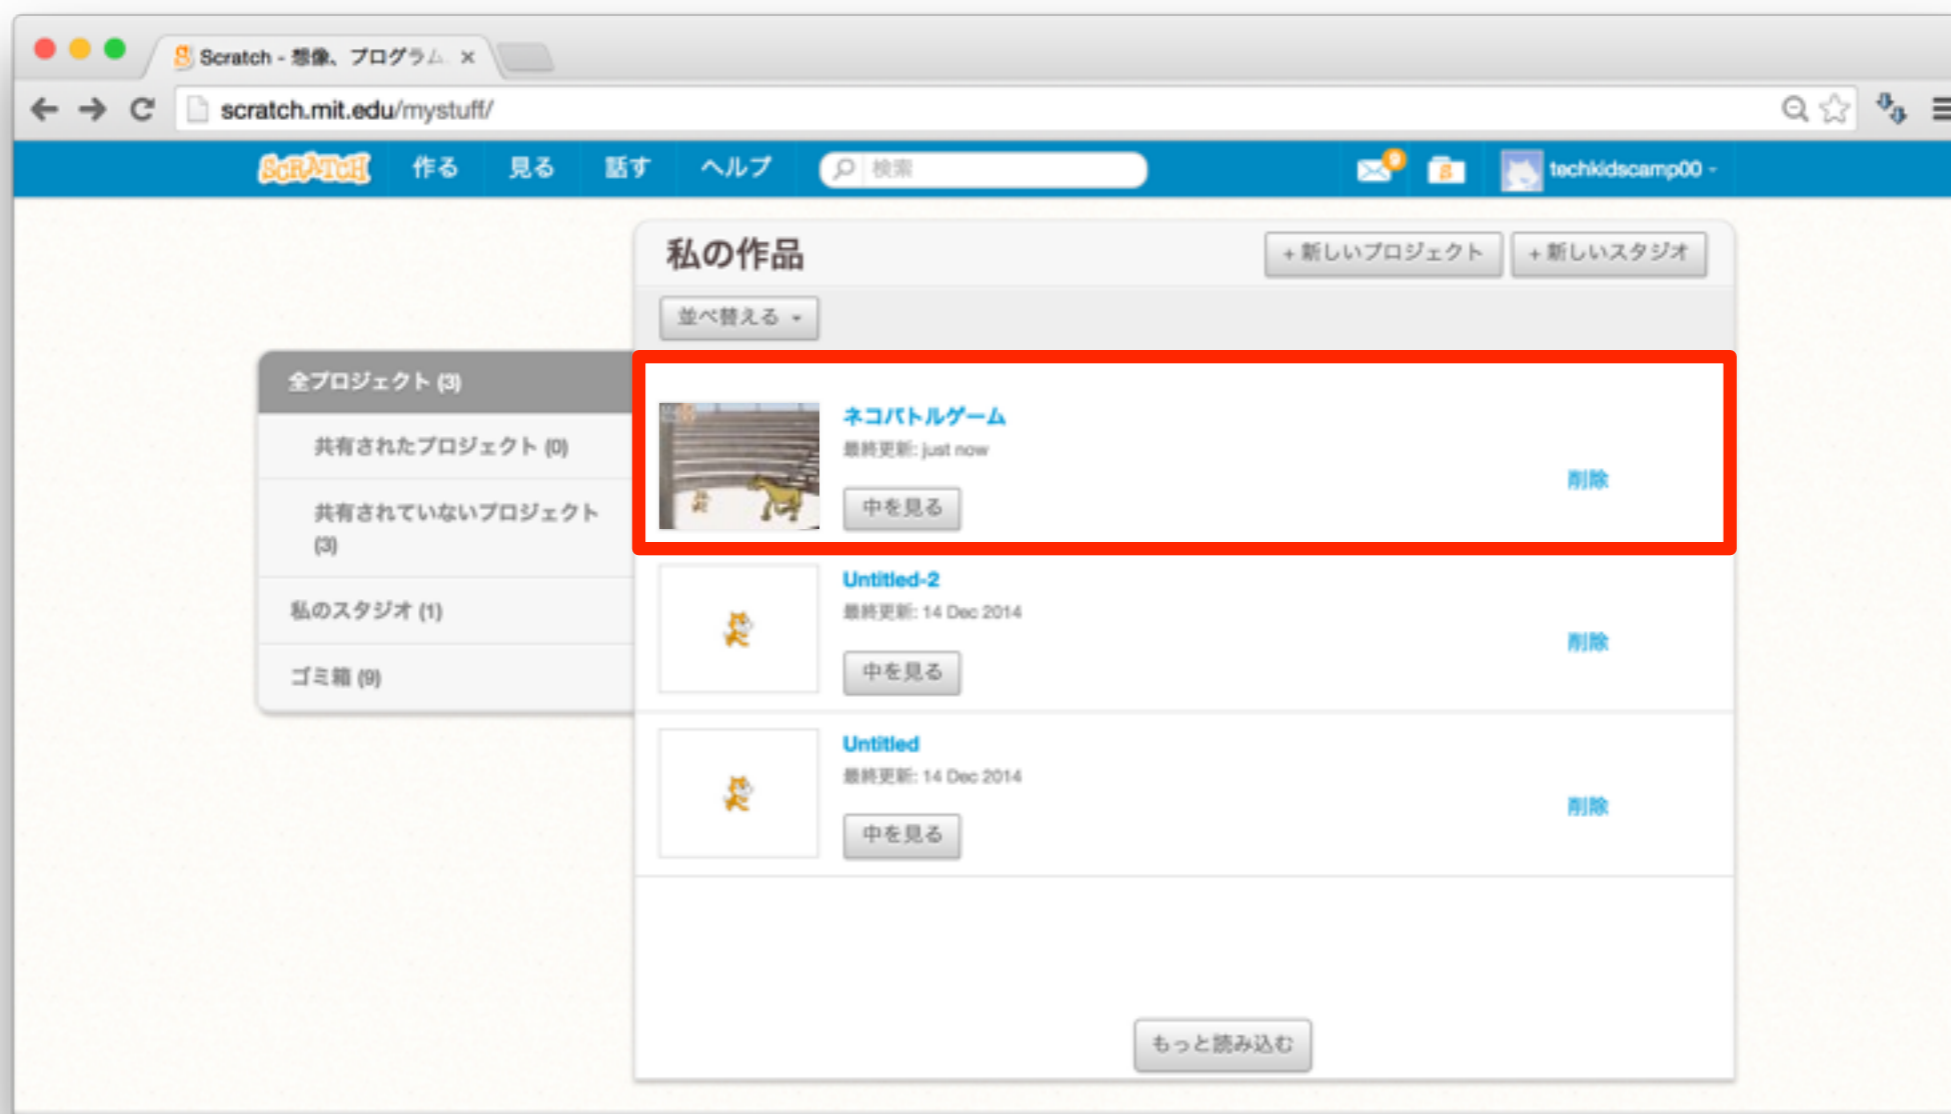 Scratch - 想像、プログラム
scratch.mit.edu/mystuff/
SCRATCH 作る 見る 話す ヘルプ 検索 techkidscamp00
私の作品 + 新しいプロジェクト + 新しいスタジオ
並べ替える
全プロジェクト (3)
共有されたプロジェクト (0)
共有されていないプロジェクト
(3)
私のスタジオ (1)
ゴミ箱 (9)
ネコバトルゲーム
最終更新: just now
削除
中を見る
Untitled-2
最終更新: 14 Dec 2014
削除
中を見る
Untitled
最終更新: 14 Dec 2014
削除
中を見る
もっと読み込む